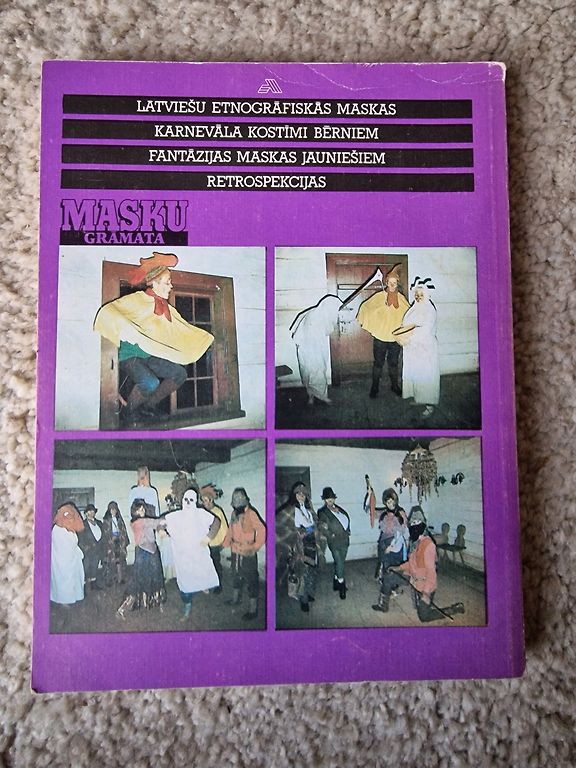 LATVIEŠU ETNOGRĀFISKĀS MASKAS
KARNEVĀLA KOSTĪMI BĒRNIEM
FANTĀZIJAS MASKAS JAUNIEŠIEM
RETROSPEKCIJAS
MASKU
GRĀMATA